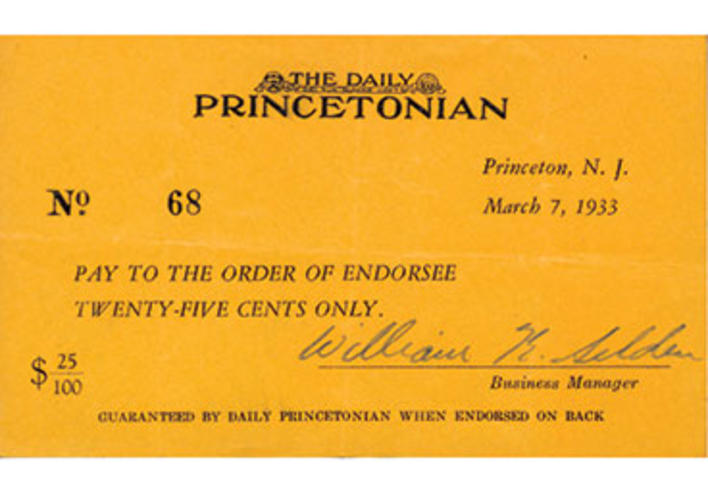 THE DAILY
PRINCETONIAN
Princeton, N. J.
No 68
March 7, 1933
PAY TO THE ORDER OF ENDORSEE
TWENTY-FIVE CENTS ONLY.
William K. Selden
$ 25/100
Business Manager
GUARANTEED BY DAILY PRINCETONIAN WHEN ENDORSED ON BACK